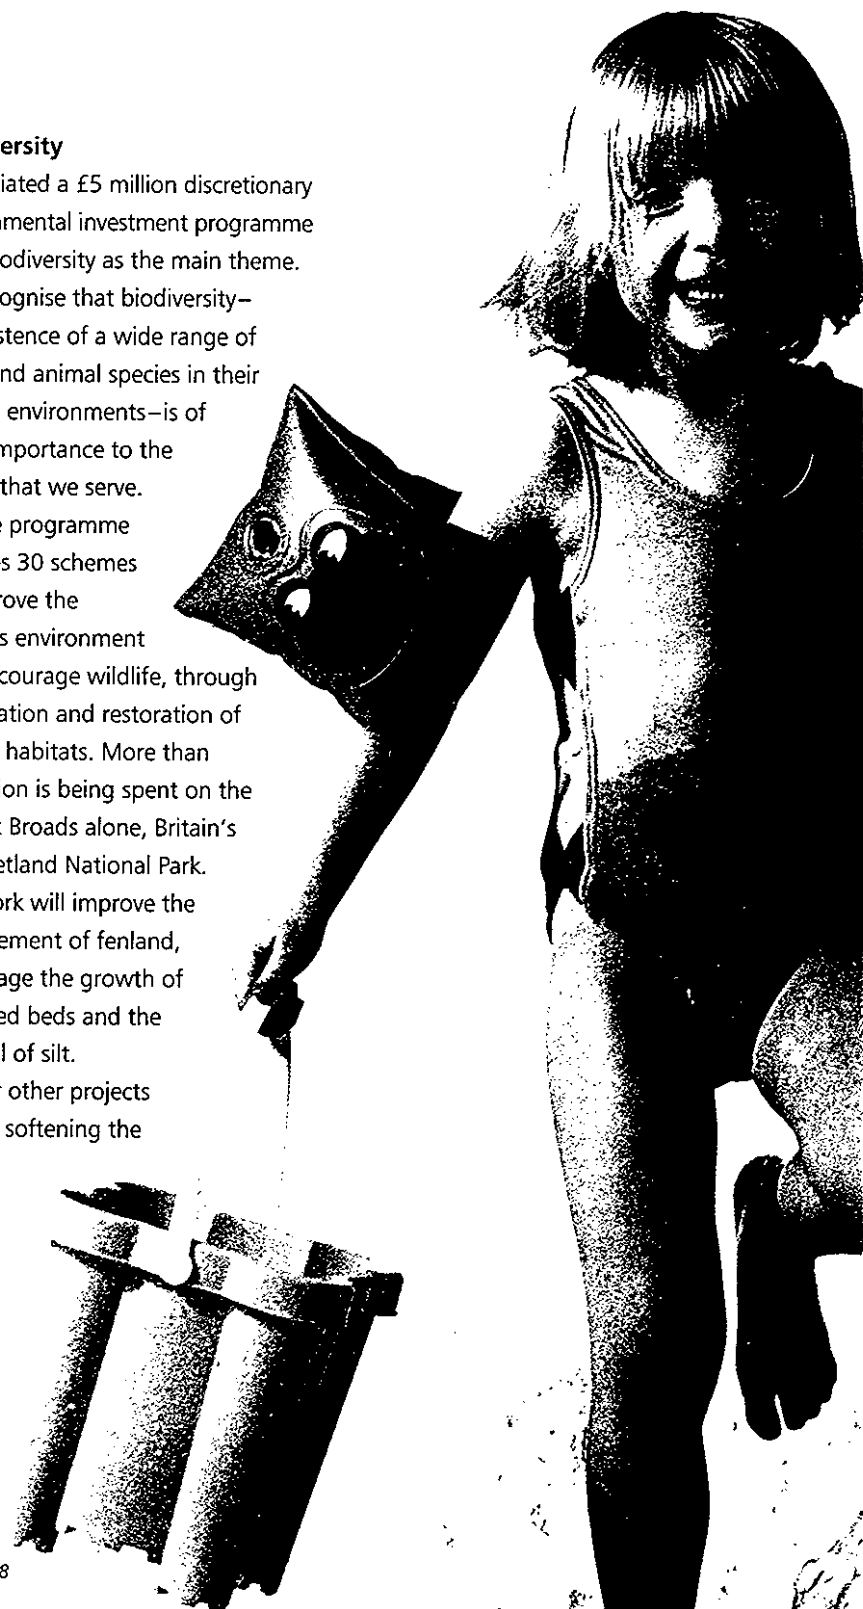 ersity
iated a £5 million discretionary
nmental investment programme
odiversity as the main theme.
ognise that biodiversity–
stence of a wide range of
nd animal species in their
environments–is of
mportance to the
that we serve.
e programme
s 30 schemes
rove the
s environment
courage wildlife, through
ation and restoration of
habitats. More than
ion is being spent on the
k Broads alone, Britain's
etland National Park.
ork will improve the
ement of fenland,
age the growth of
ed beds and the
l of silt.
r other projects
softening the
8